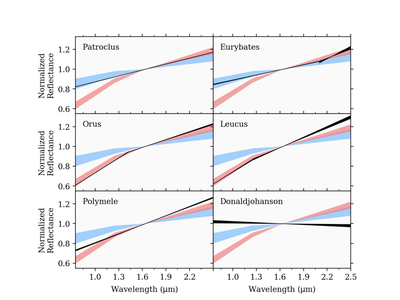 Patroclus
Eurybates
Normalized
Reflectance
1.2
1.0
0.8
0.6
Orus
Leucus
Normalized
Reflectance
1.2
1.0
0.8
0.6
Polymele
Donaldjohanson
Normalized
Reflectance
1.2
1.0
0.8
0.6
1.0 1.3 1.6 1.9 2.2 1.0 1.3 1.6 1.9 2.2 2.5
Wavelength (μm) Wavelength (μm)